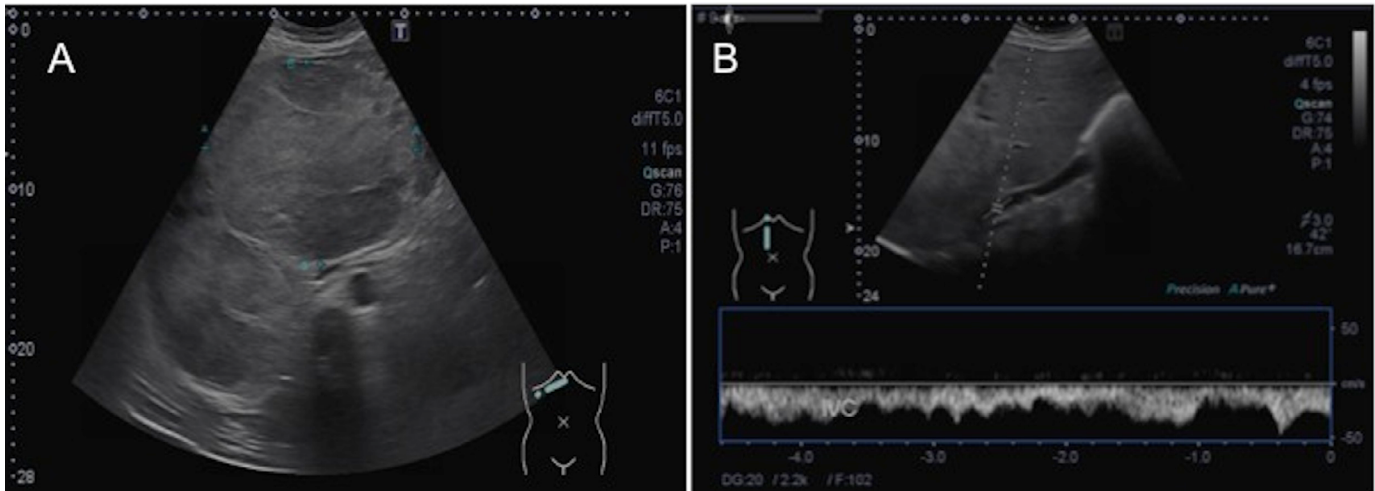 A
T
0
10
20
28
6C1
diffT5.0
11 fps
Qscan
G:76
DR:75
A:4
P:1
B
#9
T
0
10
20
24
6C1
diffT5.0
4 fps
Qscan
G:74
DR:75
A:4
P:1
3.0
42°
16.7cm
Precision APure+
50
cm/s
-50
IVC
-4.0 -3.0 -2.0 -1.0 0
DG:20 / 2.2k / F:102